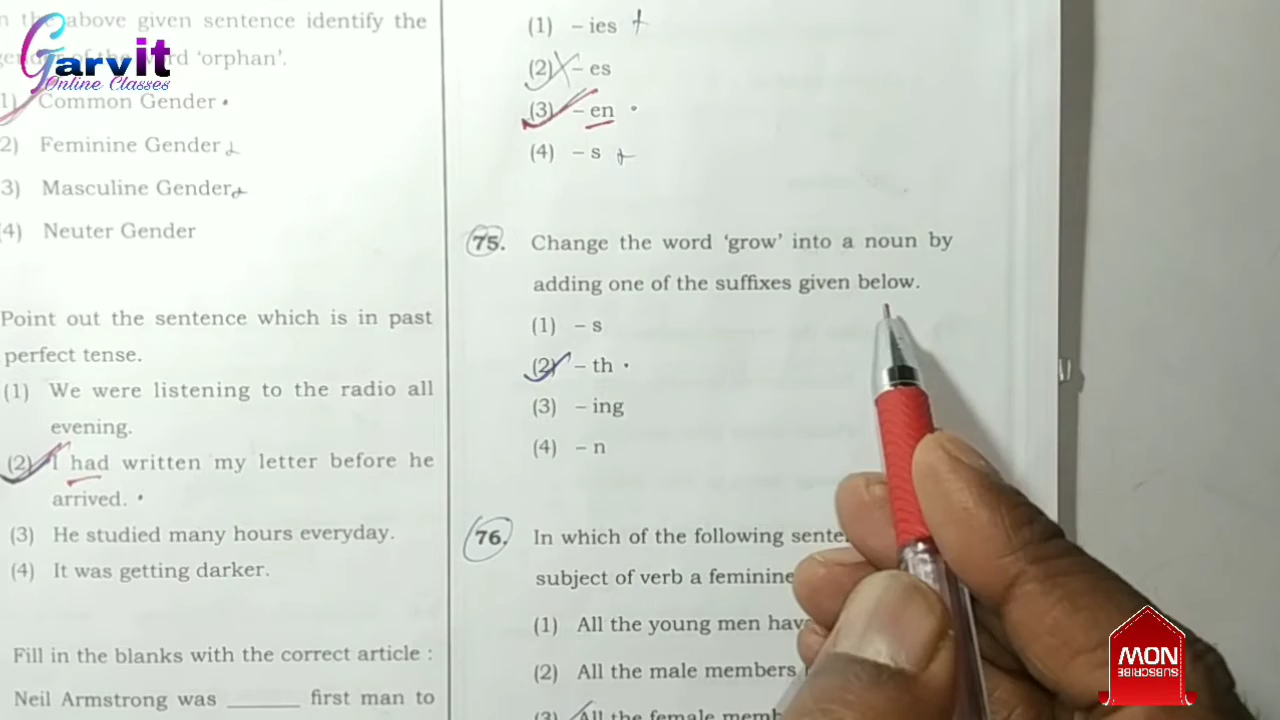 Garvit
Online Classes
the above given sentence identify the
'orphan'.
1) Common Gender
2) Feminine Gender
3) Masculine Gender
(4) Neuter Gender
Point out the sentence which is in past
perfect tense.
(1) We were listening to the radio all
evening.
(2) I had written my letter before he
arrived.
(3) He studied many hours everyday.
(4) It was getting darker.
Fill in the blanks with the correct article :
Neil Armstrong was ______ first man to
(1) – ies
(2) – es
(3) – en
(4) – s
75. Change the word 'grow' into a noun by
adding one of the suffixes given below.
(1) – s
(2) – th
(3) – ing
(4) – n
76. In which of the following
subject of verb a feminine
(1) All the young men
(2) All the male members
(3) All the female
NOW
SUBSCRIBE